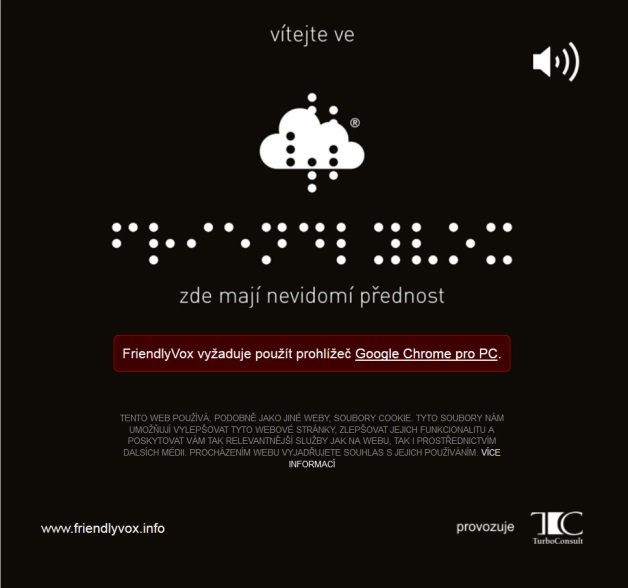 vítejte ve
®
⠋⠗⠊⠑⠝⠙⠇⠽⠧⠕⠭
zde mají nevidomí přednost
FriendlyVox vyžaduje použít prohlížeč Google Chrome pro PC.
TENTO WEB POUŽÍVÁ, PODOBNĚ JAKO JINÉ WEBY, SOUBORY COOKIE. TYTO SOUBORY NÁM
UMOŽŇUJÍ VYLEPŠOVAT TYTO WEBOVÉ STRÁNKY, ZLEPŠOVAT JEJICH FUNKCIONALITU A
POSKYTOVAT VÁM TAK RELEVANTNĚJŠÍ SLUŽBY JAK NA WEBU, TAK I PROSTŘEDNICTVÍM
DALSÍCH MÉDII. PROCHÁZENÍM WEBU VYJADŘUJETE SOUHLAS S JEJICH POUŽÍVÁNÍM. VÍCE
INFORMACÍ
www.friendlyvox.info
provozuje
TC
TurboConsult